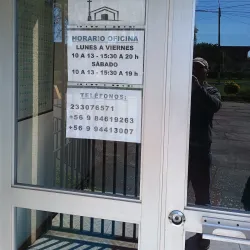 HORARIO OFICINA
LUNES A VIERNES
10 A 13 - 15:30 A 20 h
SÁBADO
10 A 13 - 15:30 A 19 h
TELÉFONOS:
233076571
+56 9 84619263
+56 9 94413007